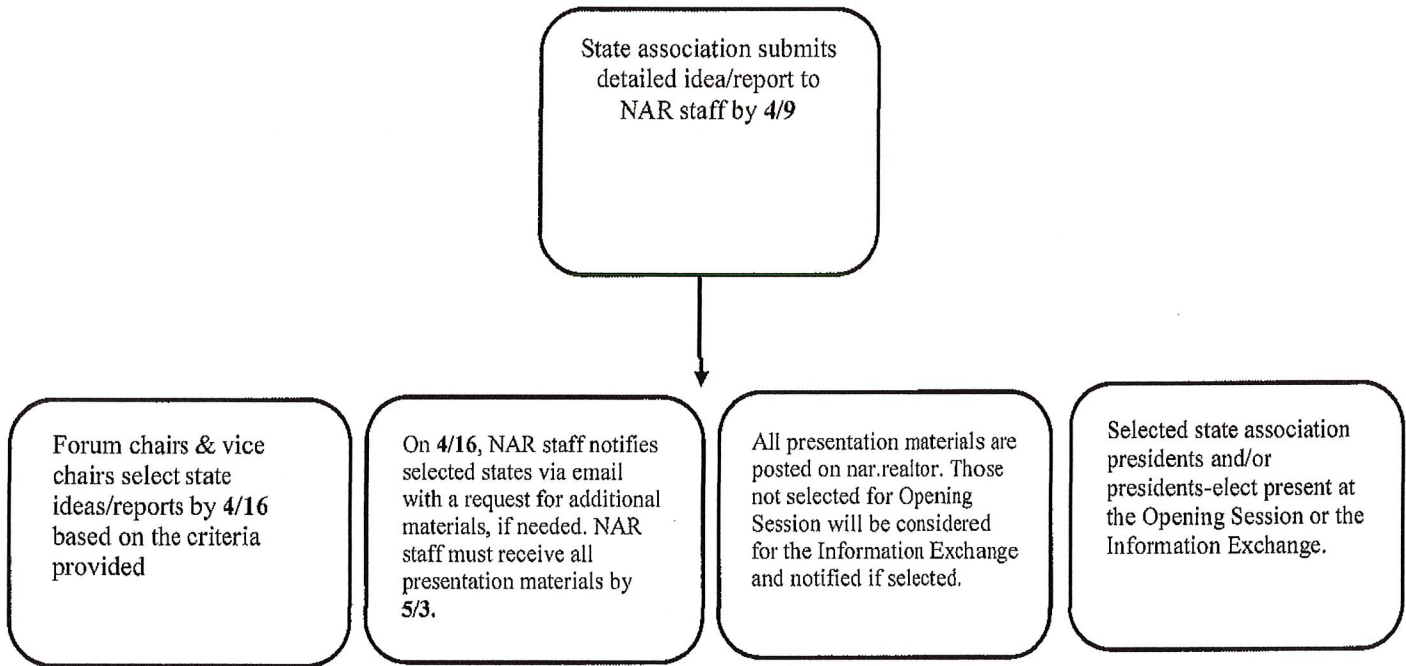 State association submits
detailed idea/report to
NAR staff by 4/9
Forum chairs & vice
chairs select state
ideas/reports by 4/16
based on the criteria
provided
On 4/16, NAR staff notifies
selected states via email
with a request for additional
materials, if needed. NAR
staff must receive all
presentation materials by
5/3.
All presentation materials are
posted on nar.realtor. Those
not selected for Opening
Session will be considered
for the Information Exchange
and notified if selected.
Selected state association
presidents and/or
presidents-elect present at
the Opening Session or the
Information Exchange.